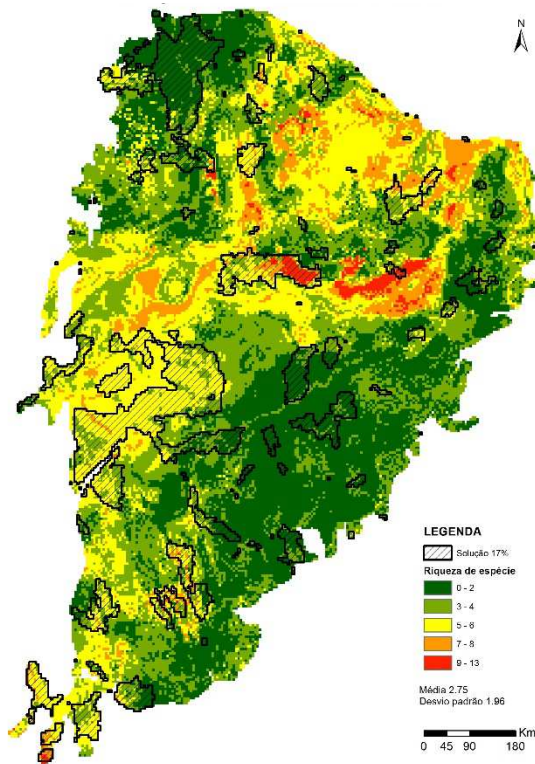 N
LEGENDA
Solução 17%
Riqueza de espécie
0 - 2
3 - 4
5 - 6
7 - 8
9 - 13
Média 2.75
Desvio padrão 1.96
Km
0 45 90 180